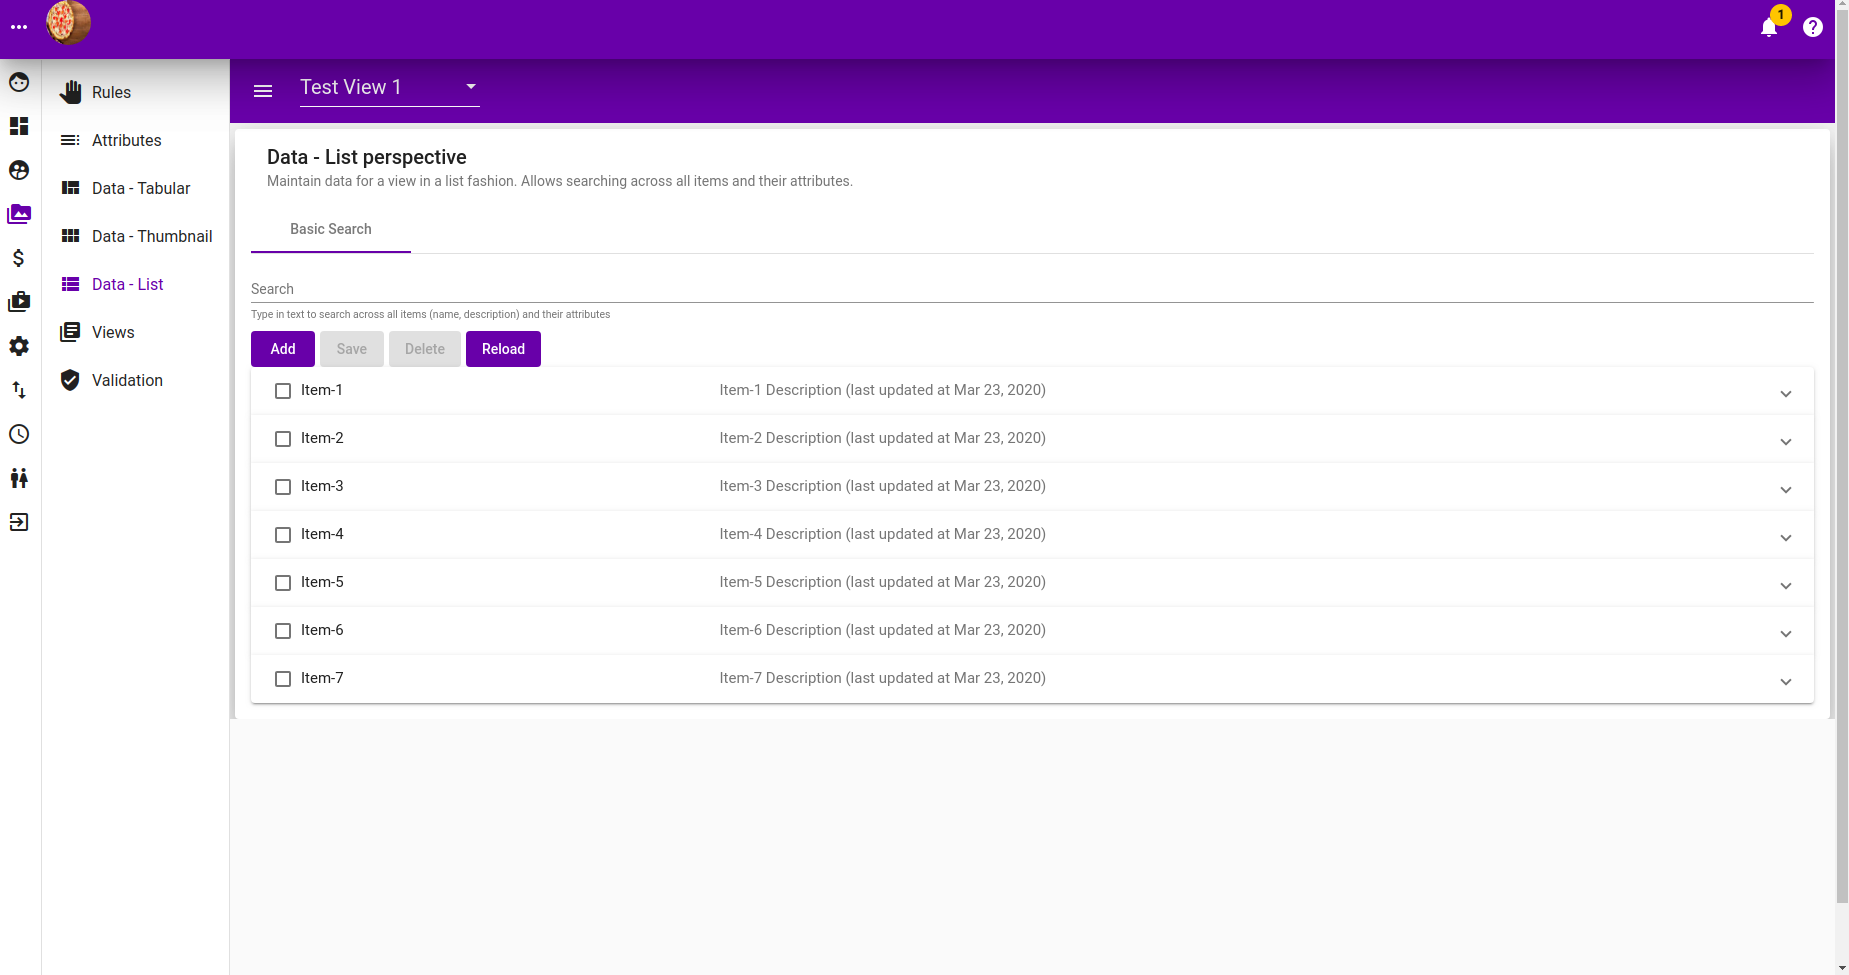 1
Test View 1
Rules
Attributes
Data - Tabular
Data - Thumbnail
Data - List
Views
Validation
Data - List perspective
Maintain data for a view in a list fashion. Allows searching across all items and their attributes.
Basic Search
Search
Type in text to search across all items (name, description) and their attributes
Add Save Delete Reload
Item-1 Item-1 Description (last updated at Mar 23, 2020)
Item-2 Item-2 Description (last updated at Mar 23, 2020)
Item-3 Item-3 Description (last updated at Mar 23, 2020)
Item-4 Item-4 Description (last updated at Mar 23, 2020)
Item-5 Item-5 Description (last updated at Mar 23, 2020)
Item-6 Item-6 Description (last updated at Mar 23, 2020)
Item-7 Item-7 Description (last updated at Mar 23, 2020)